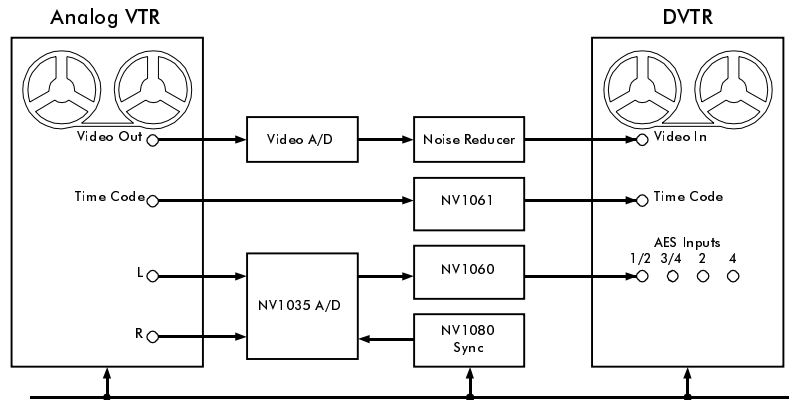 Analog VTR
DVTR
Video Out
Video A/D
Noise Reducer
Video In
Time Code
NV1061
Time Code
AES Inputs
1/2 3/4 2 4
L
NV1035 A/D
NV1060
R
NV1080
Sync